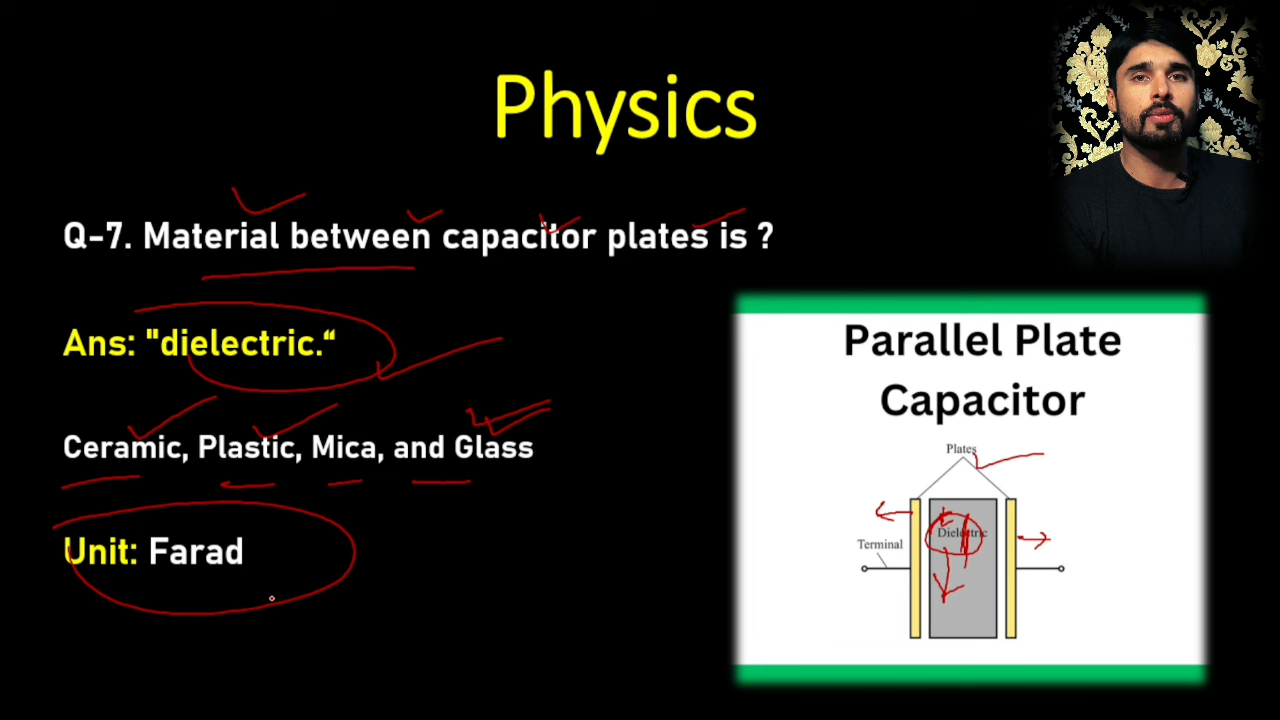 Physics
Q-7. Material between capacitor plates is ?
Ans: "dielectric.“
Ceramic, Plastic, Mica, and Glass
Unit: Farad
Parallel Plate
Capacitor
Plates
Dielectric
Terminal